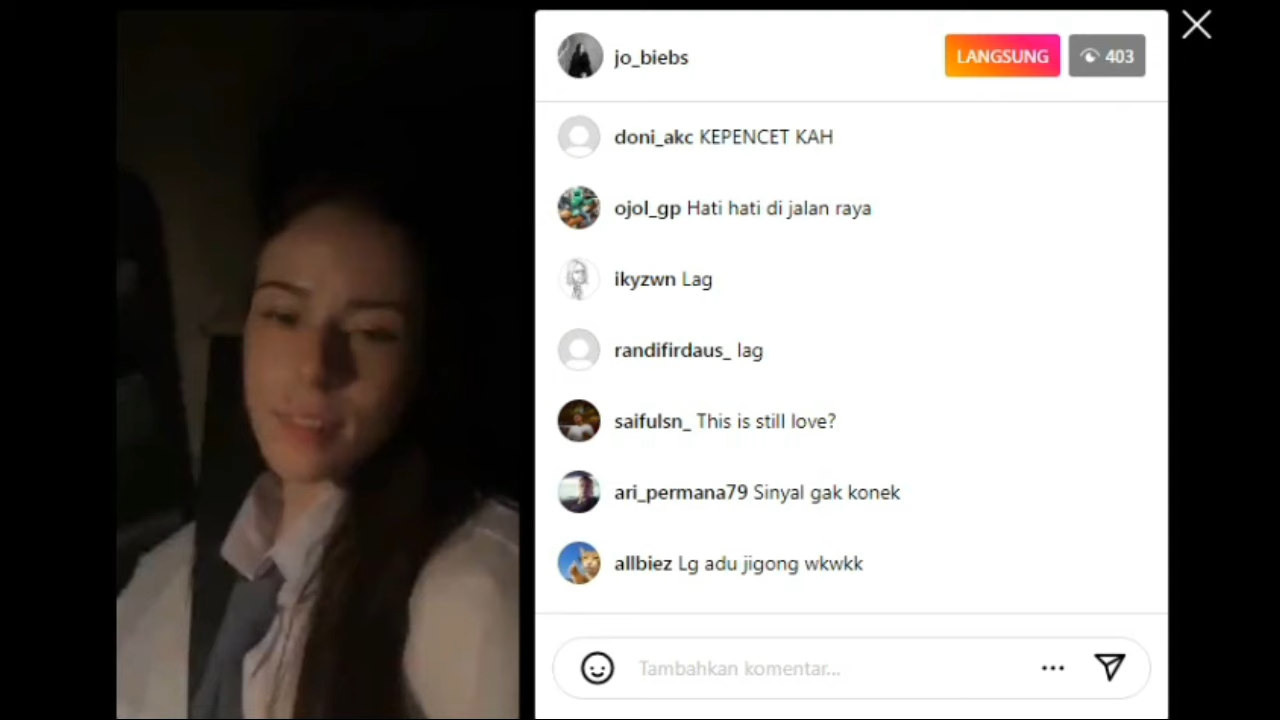 jo_biebs
LANGSUNG
403
doni_akc KEPENCET KAH
ojol_gp Hati hati di jalan raya
ikyzwn Lag
randifirdaus_ lag
saifulsn_ This is still love?
ari_permana79 Sinyal gak konek
allbiez Lg adu jigong wkwkk
Tambahkan komentar...